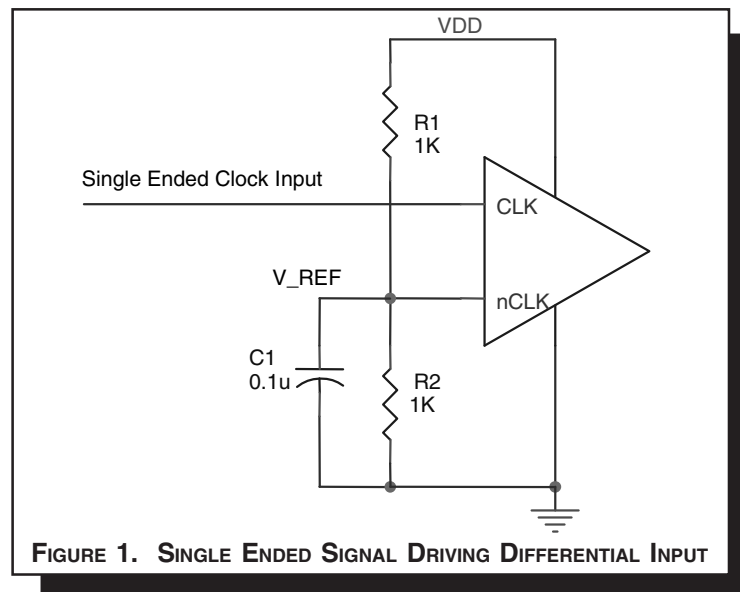 VDD
R1
1K
Single Ended Clock Input
CLK
V_REF
nCLK
C1
0.1u
R2
1K
FIGURE 1. SINGLE ENDED SIGNAL DRIVING DIFFERENTIAL INPUT